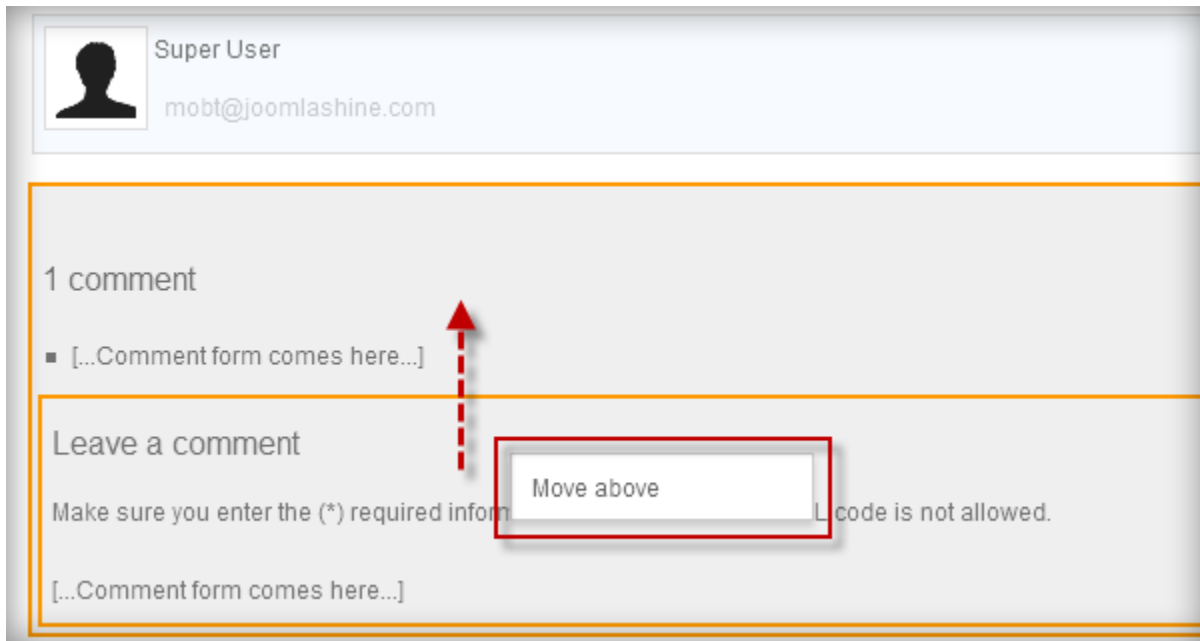 Super User
mobt@joomlashine.com
1 comment
[...Comment form comes here...]
Leave a comment
Move above
Make sure you enter the (*) required code is not allowed.
[...Comment form comes here...]